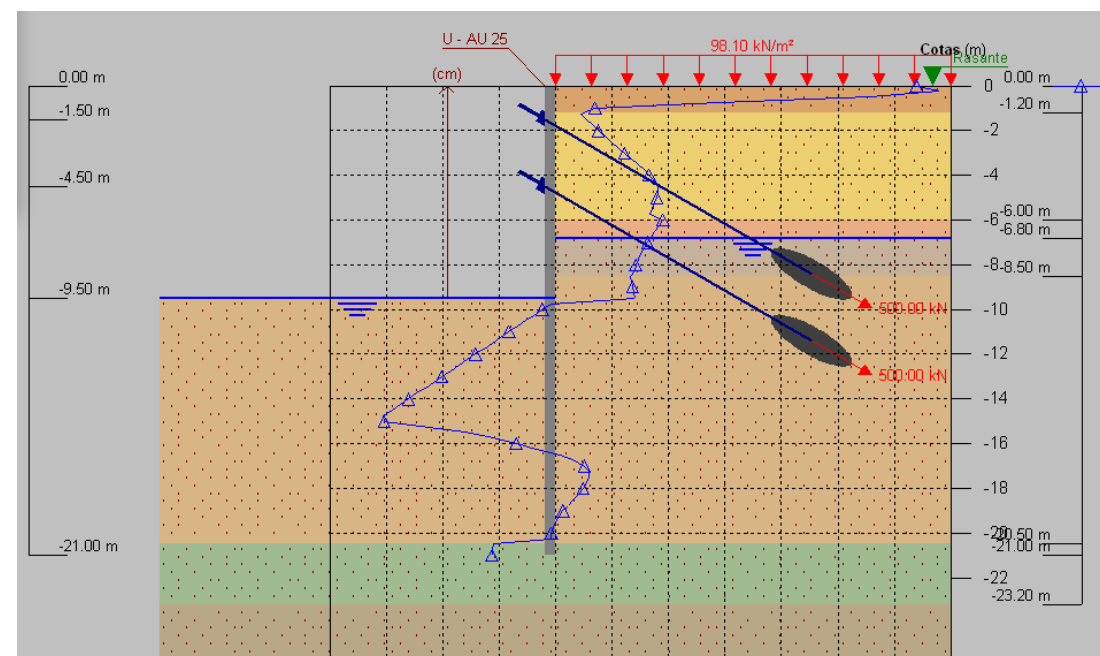 U - AU 25
98.10 kN/m²
Cotas (m)
Rasante
(cm)
0.00 m
0
0.00 m
-1.50 m
-1.20 m
-2
-4.50 m
-4
-6
-6.00 m
-6.80 m
-8
-8.50 m
-9.50 m
500.00 kN
-10
-12
500.00 kN
-14
-16
-18
-20
-20.50 m
-21.00 m
-21.00 m
-22
-23.20 m